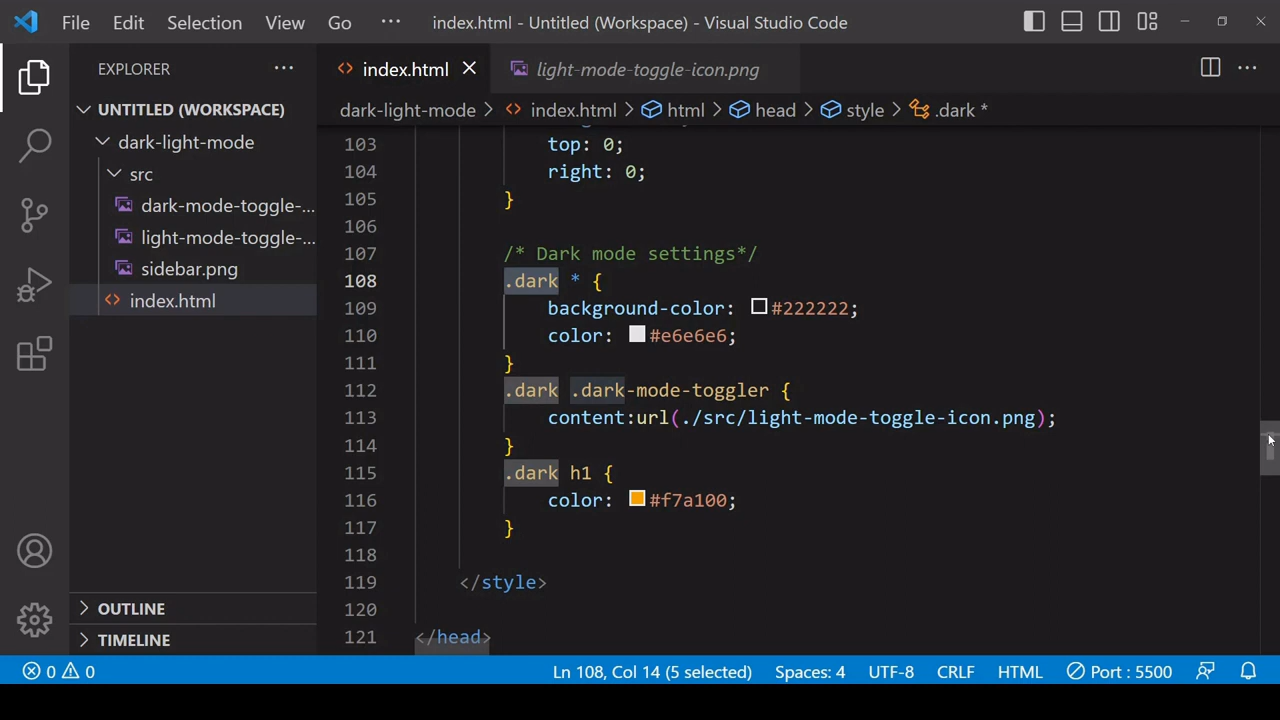 File Edit Selection View Go ··· index.html - Untitled (Workspace) - Visual Studio Code
EXPLORER ···
index.html
light-mode-toggle-icon.png
···
UNTITLED (WORKSPACE)
dark-light-mode
src
dark-mode-toggle-...
light-mode-toggle-...
sidebar.png
index.html
OUTLINE
TIMELINE
dark-light-mode > index.html > html > head > style > .dark *
103 top: 0;
104 right: 0;
105 }
106
107 /* Dark mode settings*/
108 .dark * {
109 background-color: #222222;
110 color: #e6e6e6;
111 }
112 .dark .dark-mode-toggler {
113 content:url(./src/light-mode-toggle-icon.png);
114 }
115 .dark h1 {
116 color: #f7a100;
117 }
118
119 </style>
120
121 </head>
0 0 Ln 108, Col 14 (5 selected) Spaces: 4 UTF-8 CRLF HTML Port : 5500